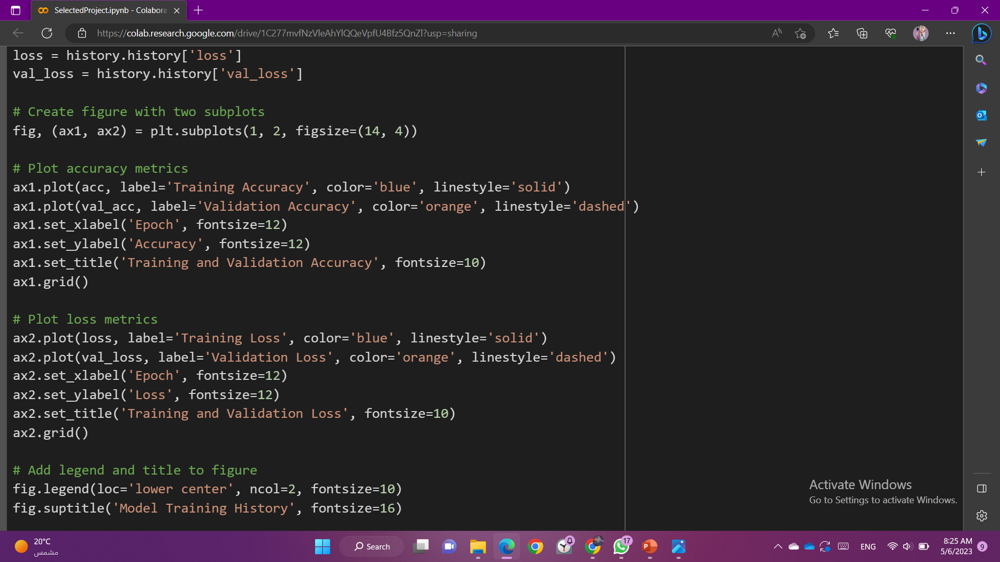 SelectedProject.ipynb - Colabora
https://colab.research.google.com/drive/1C277mvfNzVleAhYlQQeVpfU4Bfz5QnZl?usp=sharing
loss = history.history['loss']
val_loss = history.history['val_loss']
# Create figure with two subplots
fig, (ax1, ax2) = plt.subplots(1, 2, figsize=(14, 4))
# Plot accuracy metrics
ax1.plot(acc, label='Training Accuracy', color='blue', linestyle='solid')
ax1.plot(val_acc, label='Validation Accuracy', color='orange', linestyle='dashed')
ax1.set_xlabel('Epoch', fontsize=12)
ax1.set_ylabel('Accuracy', fontsize=12)
ax1.set_title('Training and Validation Accuracy', fontsize=10)
ax1.grid()
# Plot loss metrics
ax2.plot(loss, label='Training Loss', color='blue', linestyle='solid')
ax2.plot(val_loss, label='Validation Loss', color='orange', linestyle='dashed')
ax2.set_xlabel('Epoch', fontsize=12)
ax2.set_ylabel('Loss', fontsize=12)
ax2.set_title('Training and Validation Loss', fontsize=10)
ax2.grid()
# Add legend and title to figure
fig.legend(loc='lower center', ncol=2, fontsize=10)
fig.suptitle('Model Training History', fontsize=16)
Activate Windows
Go to Settings to activate Windows.
20°C
مشمس
Search
17
ENG
8:25 AM
5/6/2023
9